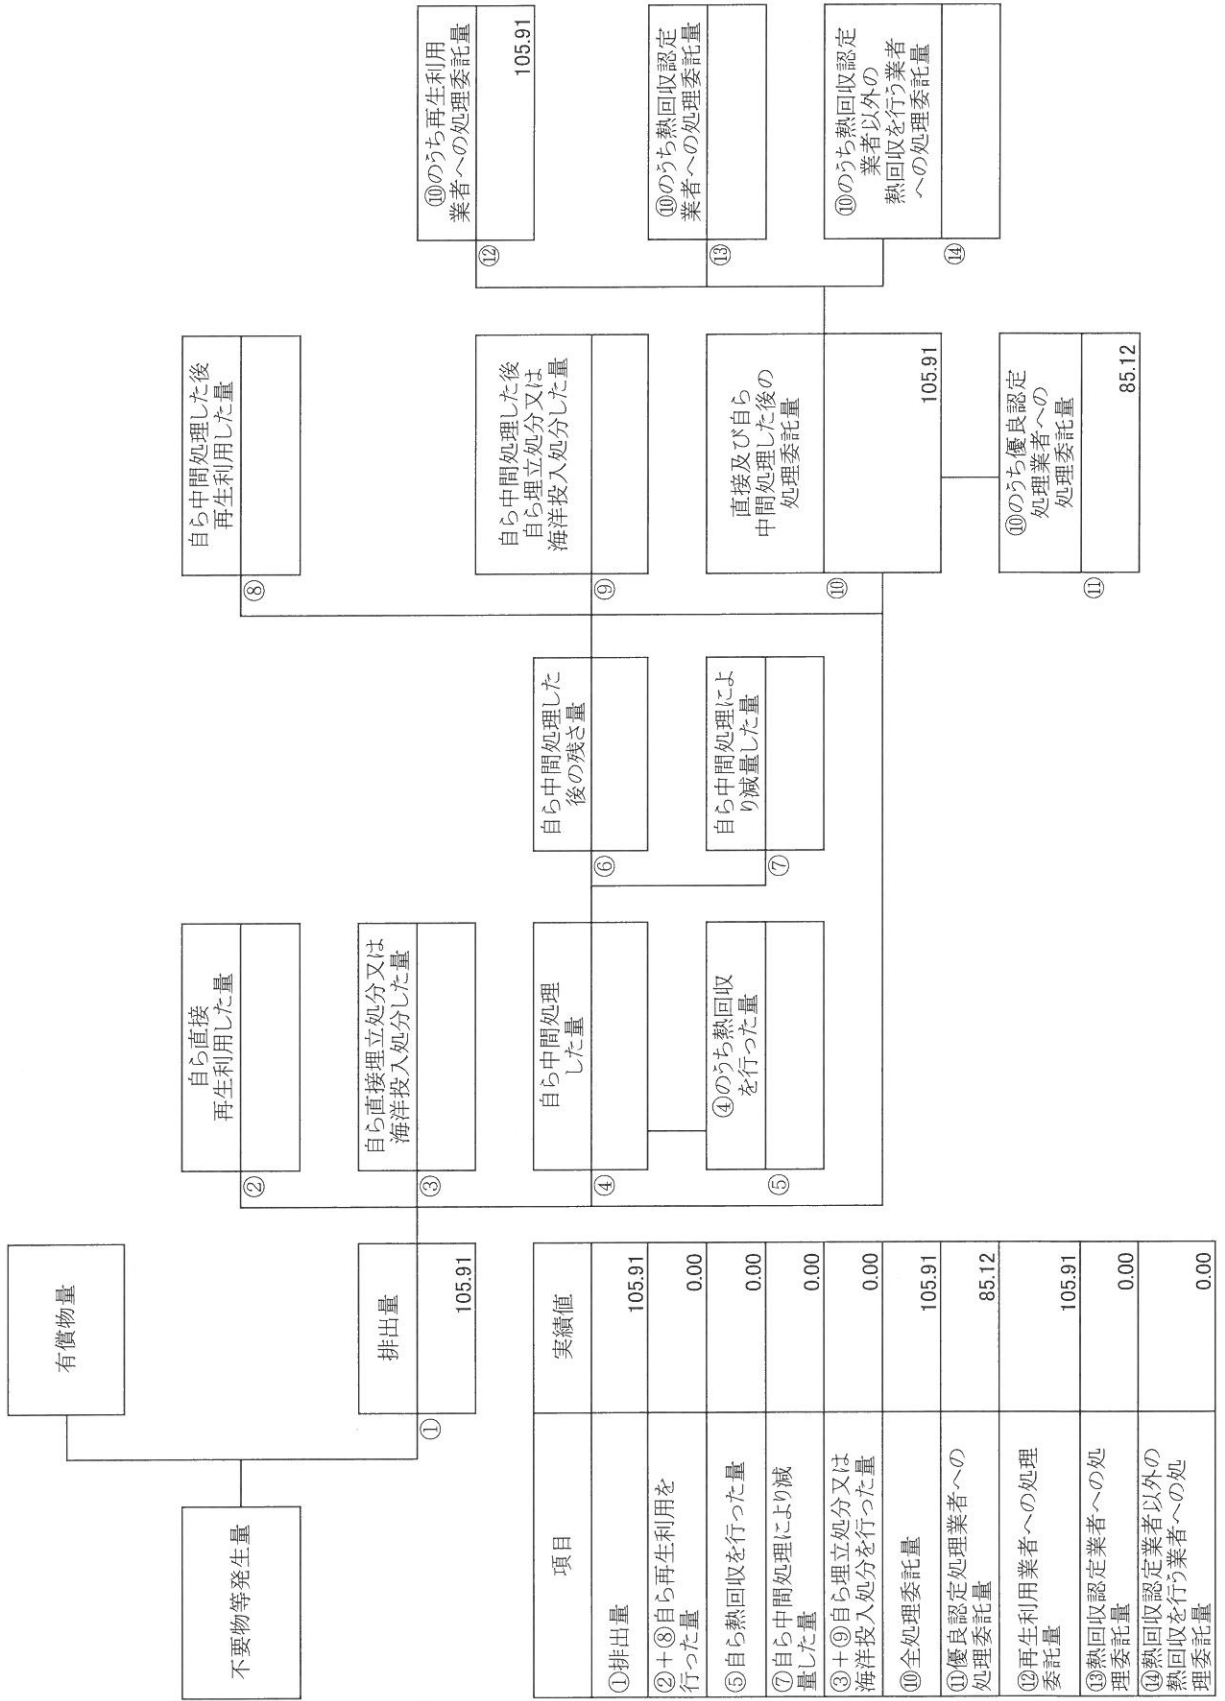 不要物等発生量
有償物量
①
排出量
105.91
②
自ら直接
再生利用した量
③
自ら直接埋立処分又は
海洋投入処分した量
④
自ら中間処理
した量
⑤
④のうち熱回収
を行った量
⑥
自ら中間処理した
後の残さ量
⑦
自ら中間処理によ
り減量した量
⑧
自ら中間処理した後
再生利用した量
⑨
自ら中間処理した後
自ら埋立処分又は
海洋投入処分した量
⑩
直接及び自ら
中間処理した後の
処理委託量
105.91
⑪
⑩のうち優良認定
処理業者への
処理委託量
85.12
⑫
⑩のうち再生利用
業者への処理委託量
105.91
⑬
⑩のうち熱回収認定
業者への処理委託量
⑭
⑩のうち熱回収認定
業者以外の
熱回収を行う業者
への処理委託量
項目 実績値
①排出量 105.91
②+⑧自ら再生利用を
行った量 0.00
⑤自ら熱回収を行った量 0.00
⑦自ら中間処理により減
量した量 0.00
③+⑨自ら埋立処分又は
海洋投入処分を行った量 0.00
⑩全処理委託量 105.91
⑪優良認定処理業者への
処理委託量 85.12
⑫再生利用業者への処理
委託量 105.91
⑬熱回収認定業者への処
理委託量 0.00
⑭熱回収認定業者以外の
熱回収を行う業者への処
理委託量 0.00